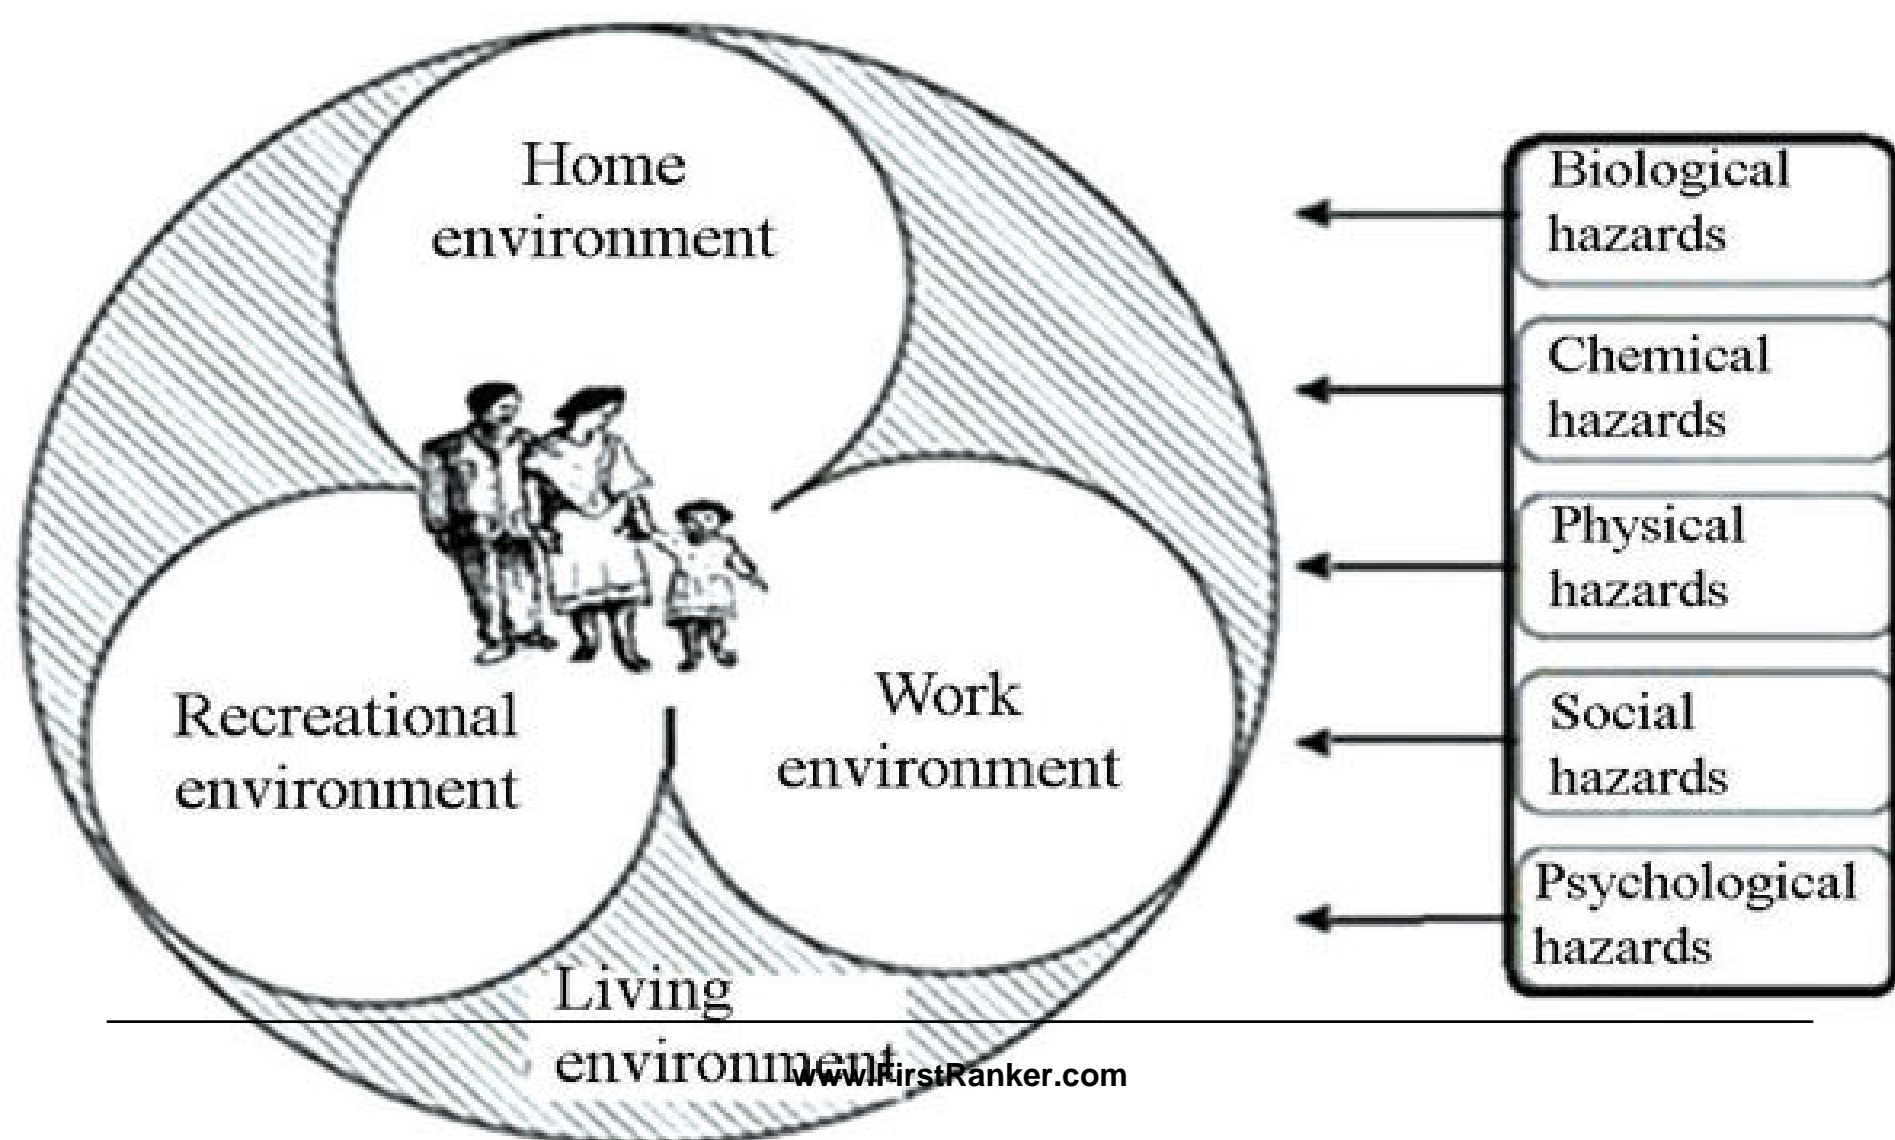 Home
environment
Recreational
environment
Work
environment
Living
environment
Biological
hazards
Chemical
hazards
Physical
hazards
Social
hazards
Psychological
hazards
www.FirstRanker.com